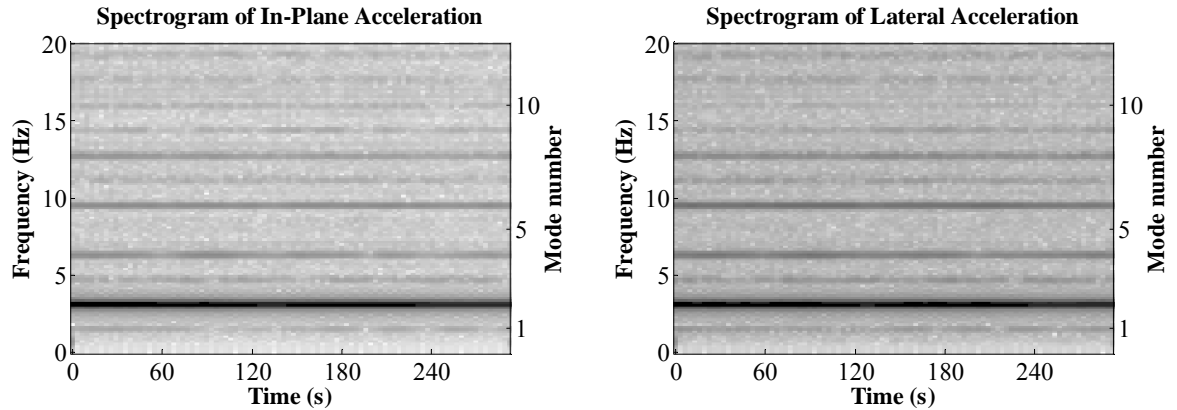 Spectrogram of In-Plane Acceleration
20
15
10
5
0
Frequency (Hz)
10
5
1
Mode number
0 60 120 180 240
Time (s)
Spectrogram of Lateral Acceleration
20
15
10
5
0
Frequency (Hz)
10
5
1
Mode number
0 60 120 180 240
Time (s)